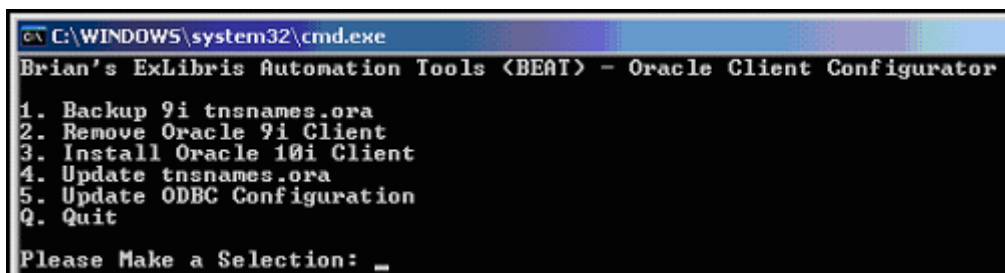 C:\WINDOWS\system32\cmd.exe
Brian's ExLibris Automation Tools (BEAT) - Oracle Client Configurator
1. Backup 9i tnsnames.ora
2. Remove Oracle 9i Client
3. Install Oracle 10i Client
4. Update tnsnames.ora
5. Update ODBC Configuration
Q. Quit
Please Make a Selection: _